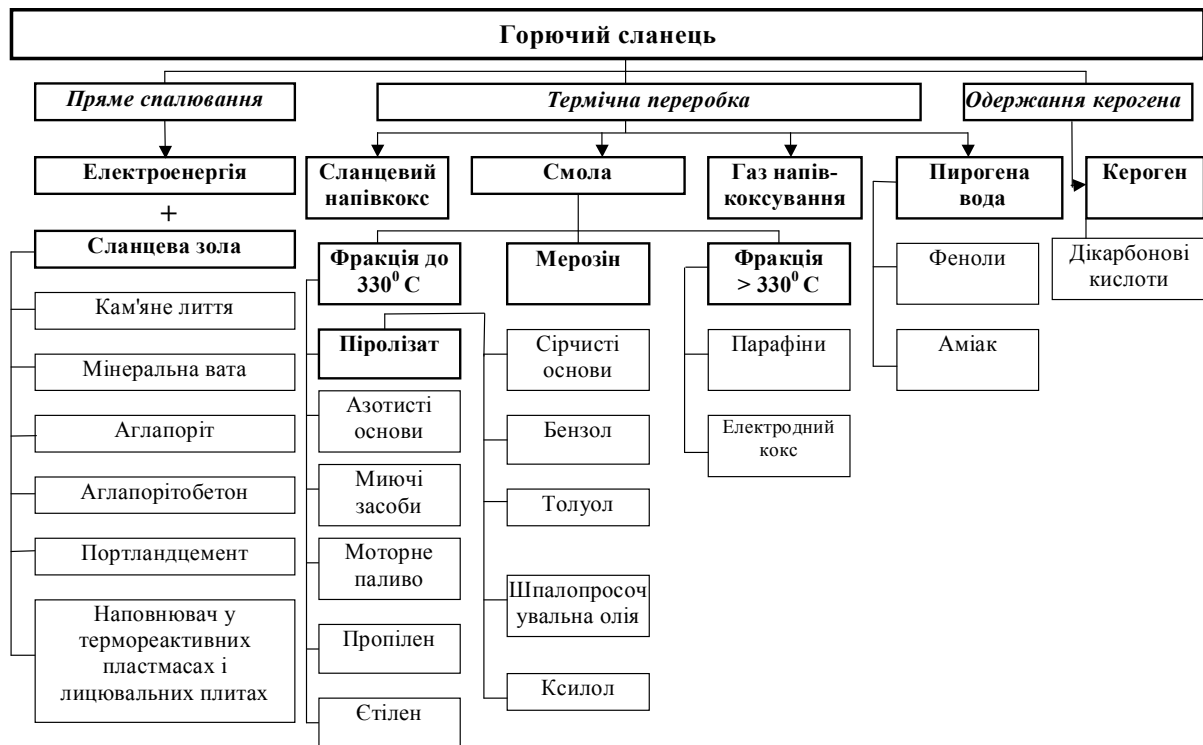 Горючий сланець
Пряме спалювання
Термічна переробка
Одержання керогена
Електроенергія
Сланцевий
напівкокс
Смола
Газ напів-
коксування
Пирогена
вода
Кероген
+
Сланцева зола
Фракція до
330⁰ С
Мерозін
Фракція
> 330⁰ С
Феноли
Дікарбонові
кислоти
Кам'яне лиття
Піролізат
Сірчисті
основи
Парафіни
Аміак
Мінеральна вата
Азотисті
основи
Бензол
Електродний
кокс
Аглапоріт
Миючі
засоби
Толуол
Аглапорітобетон
Моторне
паливо
Шпалопросоч
увальна олія
Портландцемент
Пропілен
Ксилол
Наповнювач у
термореактивних
пластмасах і
лицювальних плитах
Єтілен